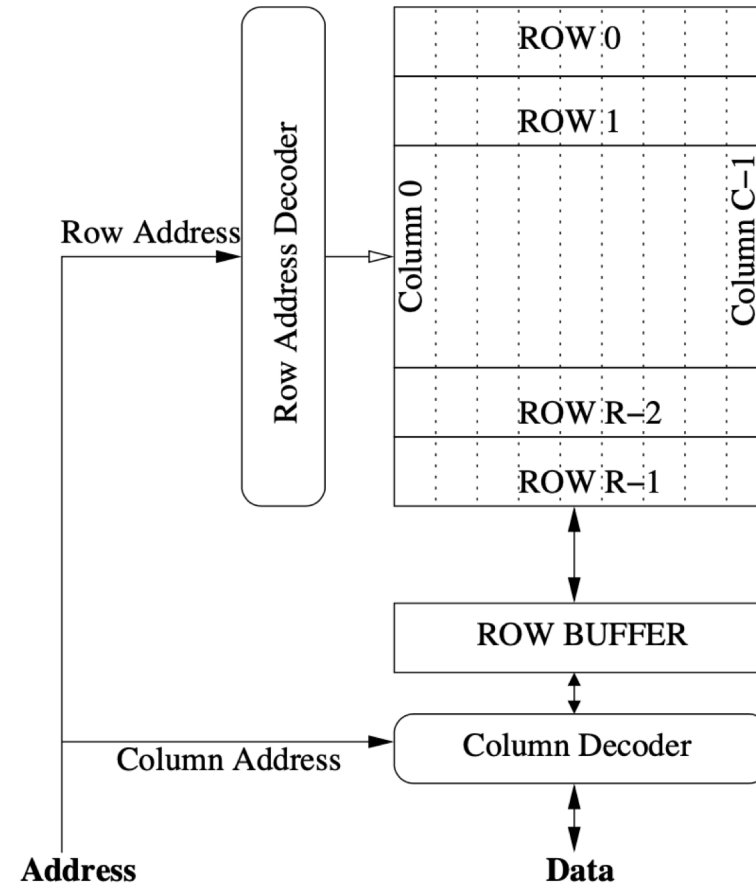 ROW 0
ROW 1
Row Address Decoder
Column 0
Column C–1
Row Address
ROW R–2
ROW R–1
ROW BUFFER
Column Decoder
Column Address
Address
Data